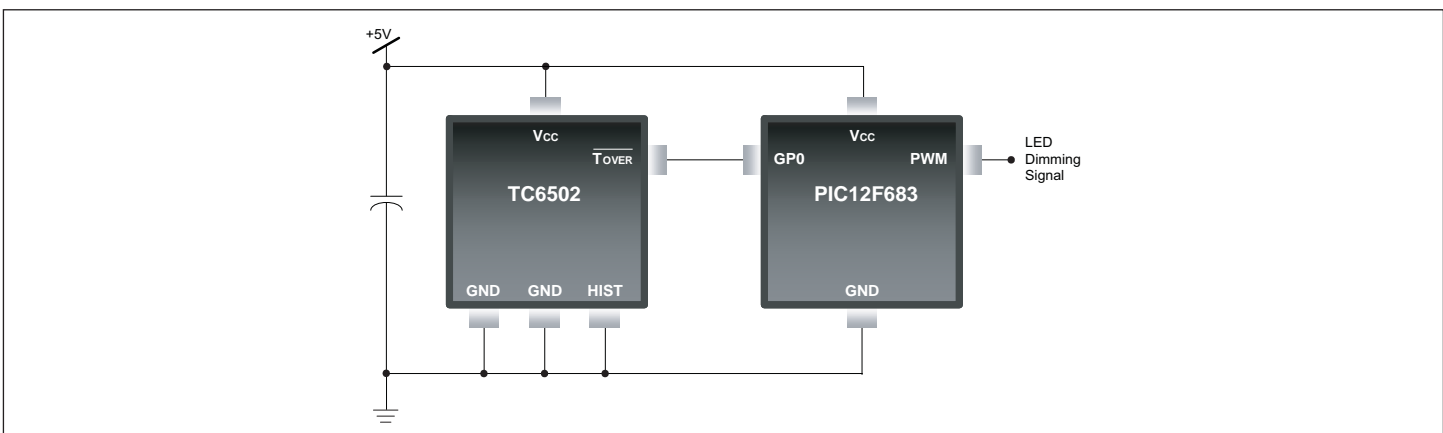 +5V
VCC
TOVER
TC6502
GND GND HIST
VCC
GP0 PWM
PIC12F683
GND
LED
Dimming
Signal